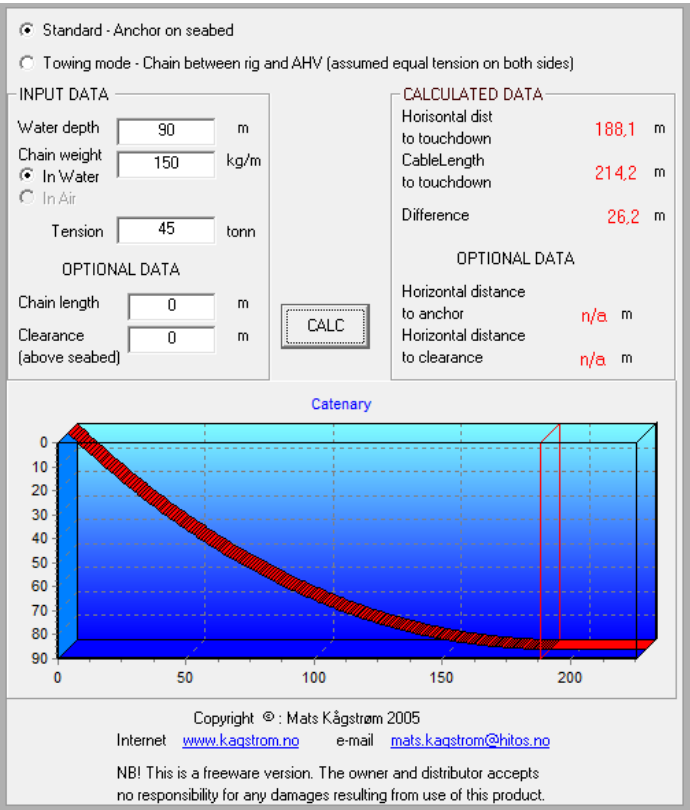 Standard - Anchor on seabed
Towing mode - Chain between rig and AHV (assumed equal tension on both sides)
INPUT DATA
Water depth 90 m
Chain weight 150 kg/m
In Water
In Air
Tension 45 tonn
OPTIONAL DATA
Chain length 0 m
Clearance 0 m
(above seabed)
CALC
CALCULATED DATA
Horisontal dist
to touchdown 188,1 m
CableLength
to touchdown 214,2 m
Difference 26,2 m
OPTIONAL DATA
Horizontal distance
to anchor n/a m
Horizontal distance
to clearance n/a m
Catenary
0
10
20
30
40
50
60
70
80
90
0 50 100 150 200
Copyright © : Mats Kågstrøm 2005
Internet www.kagstrom.no e-mail mats.kagstrom@hitos.no
NB! This is a freeware version. The owner and distributor accepts
no responsibility for any damages resulting from use of this product.